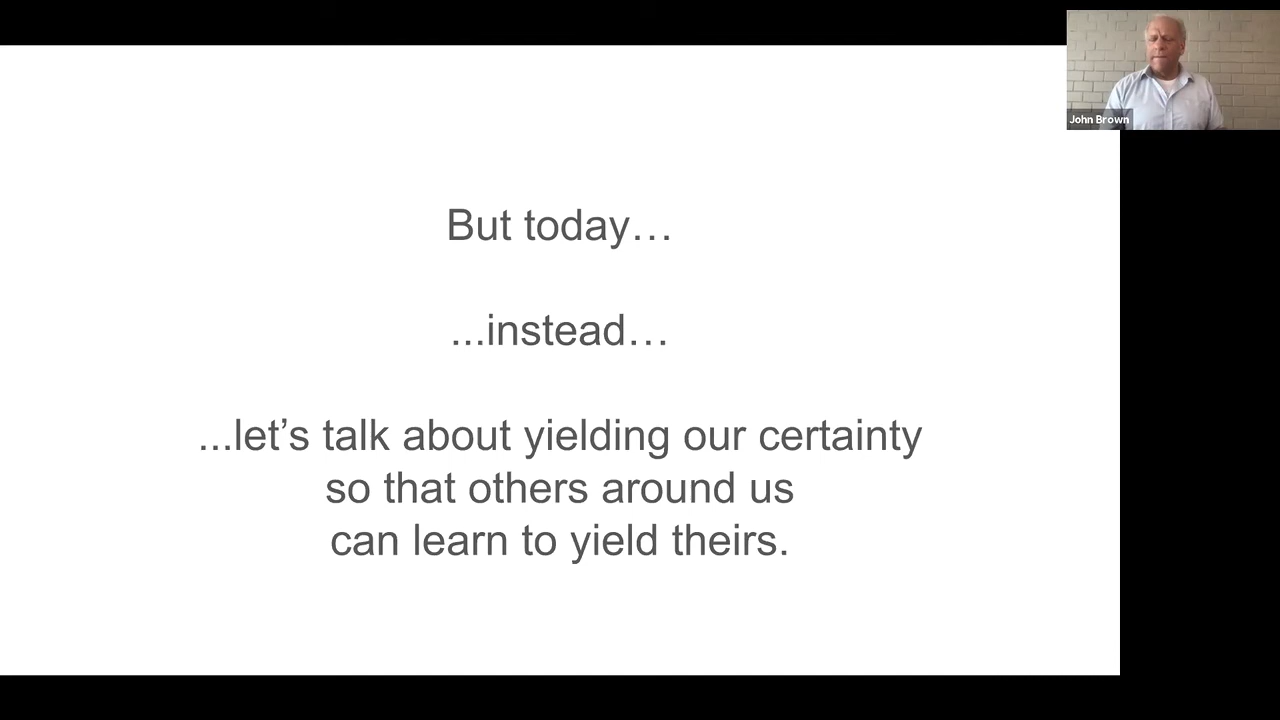 But today…
...instead…
...let’s talk about yielding our certainty
so that others around us
can learn to yield theirs.
John Brown